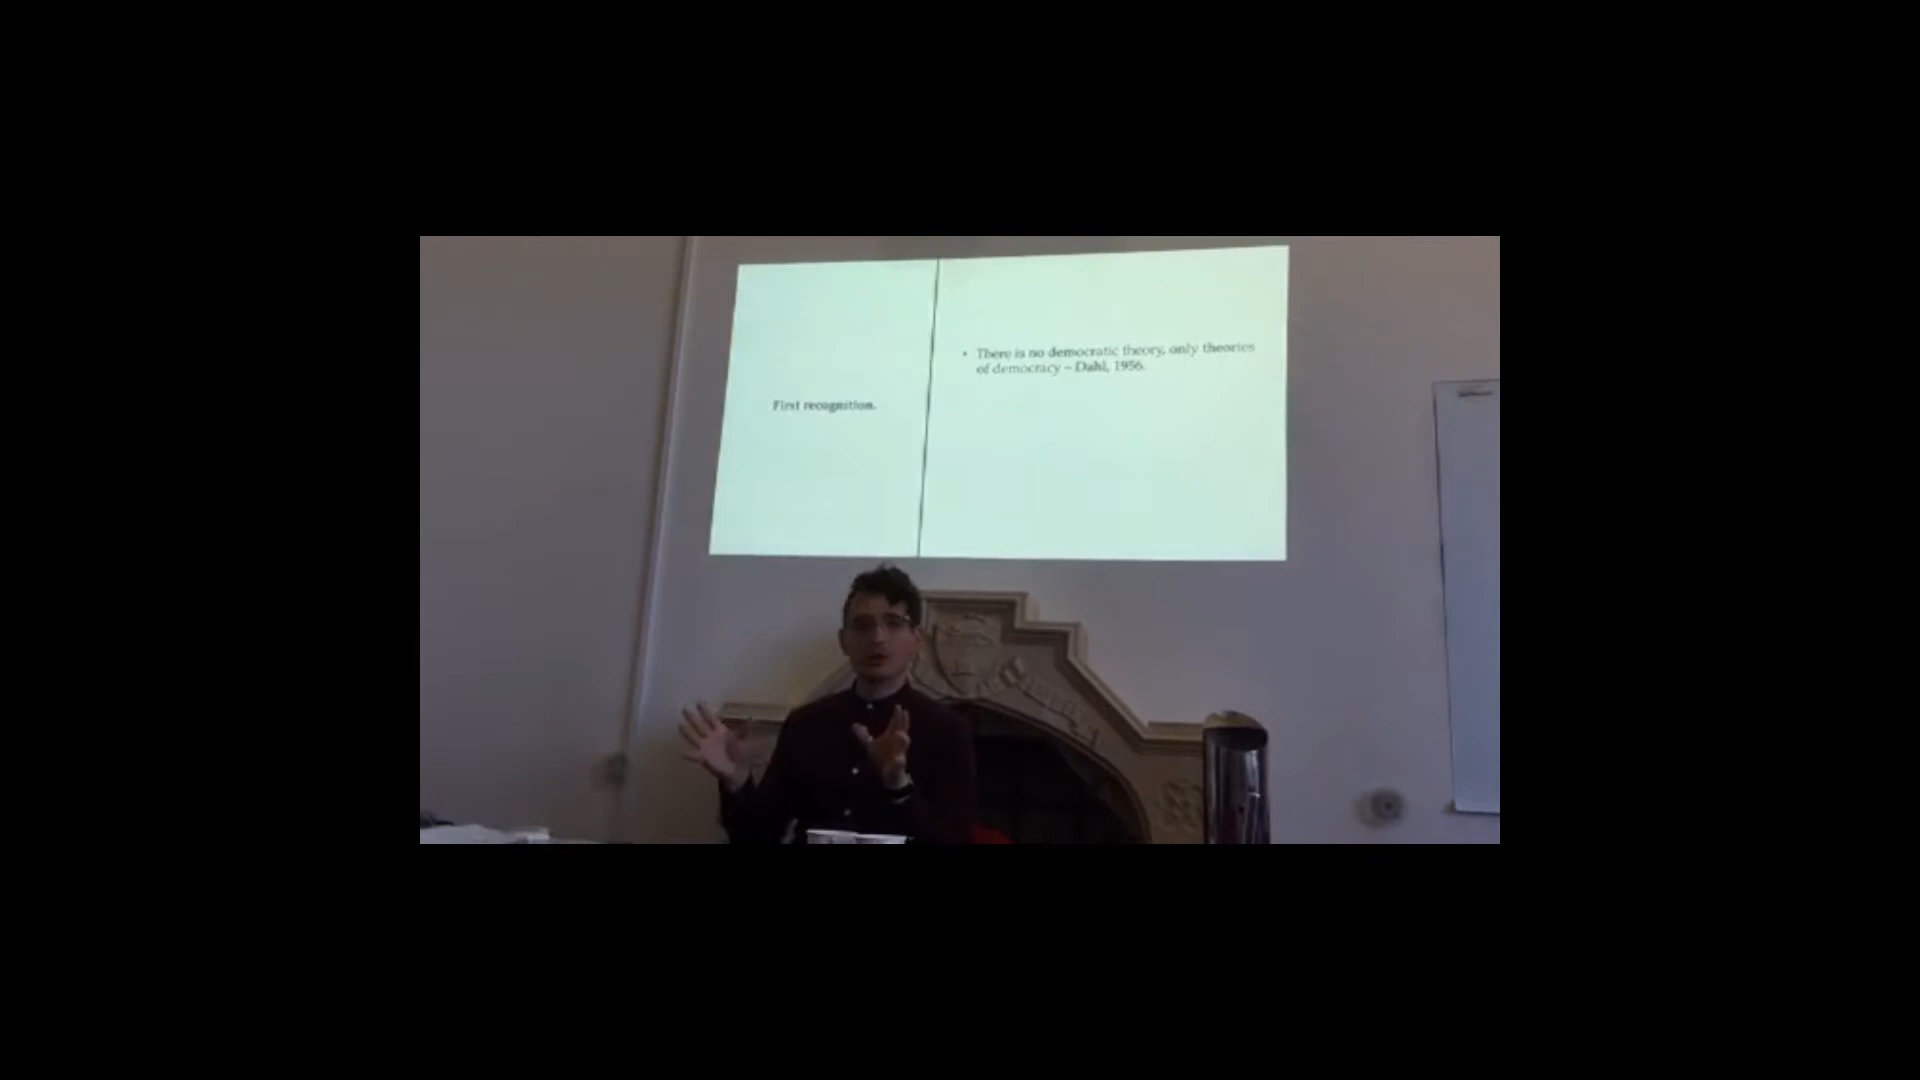 There is no democratic theory, only theories
of democracy – Dahl, 1956.
First recognition.